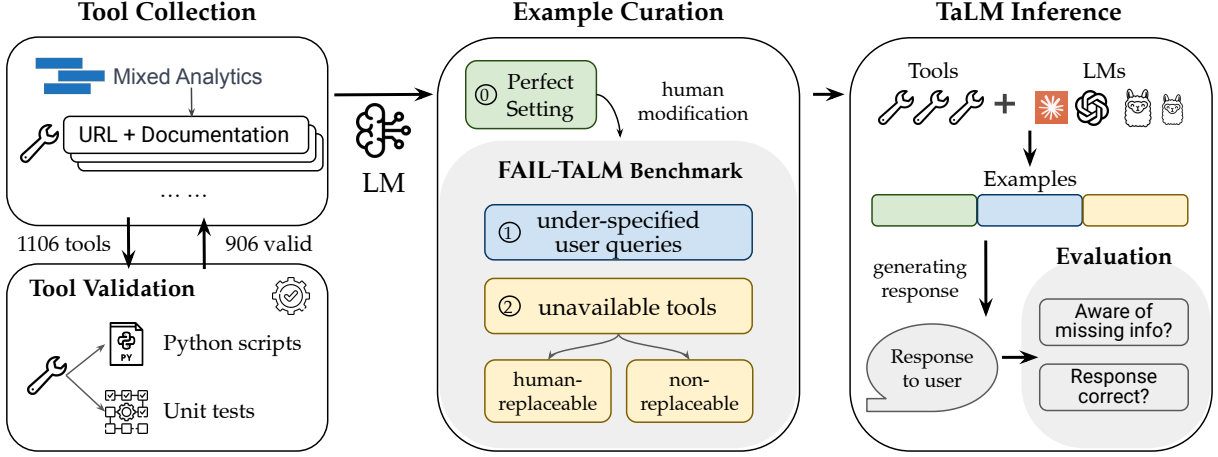 Tool Collection
Mixed Analytics
URL + Documentation
... ...
1106 tools
906 valid
Tool Validation
Python scripts
PY
Unit tests
LM
Example Curation
0 Perfect
Setting
human
modification
FAIL-TALM Benchmark
1 under-specified
user queries
2 unavailable tools
human-
replaceable
non-
replaceable
TaLM Inference
Tools
LMs
+
Examples
generating
response
Response
to user
Evaluation
Aware of
missing info?
Response
correct?